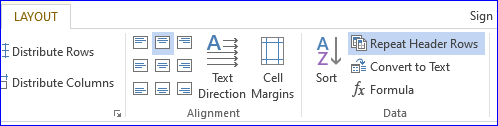 LAYOUT
Sign
Distribute Rows
Distribute Columns
Text
Direction
Cell
Margins
Alignment
A
Z
Sort
Repeat Header Rows
Convert to Text
fx Formula
Data